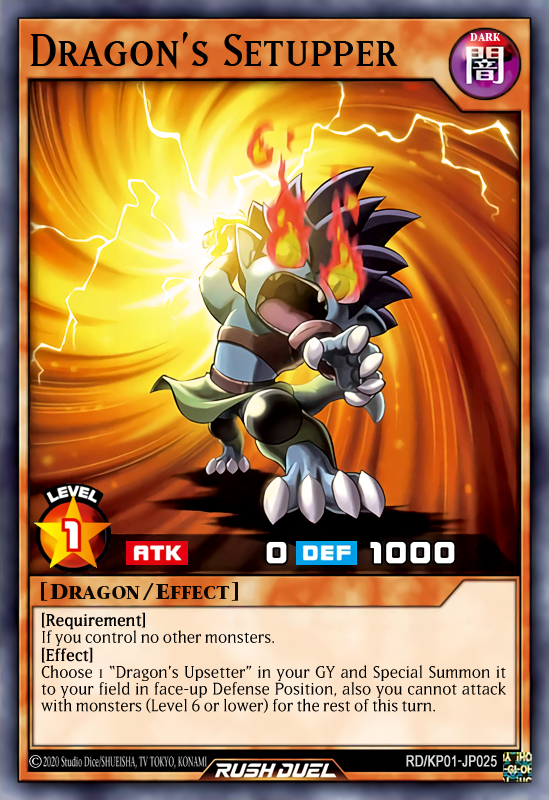 DRAGON'S SETUPPER
DARK
闇
LEVEL
1
ATK 0 DEF 1000
[DRAGON/EFFECT]
[Requirement]
If you control no other monsters.
[Effect]
Choose 1 "Dragon's Upsetter" in your GY and Special Summon it
to your field in face-up Defense Position, also you cannot attack
with monsters (Level 6 or lower) for the rest of this turn.
©2020 Studio Dice/SHUEISHA, TV TOKYO, KONAMI
RUSH DUEL
RD/KP01-JP025